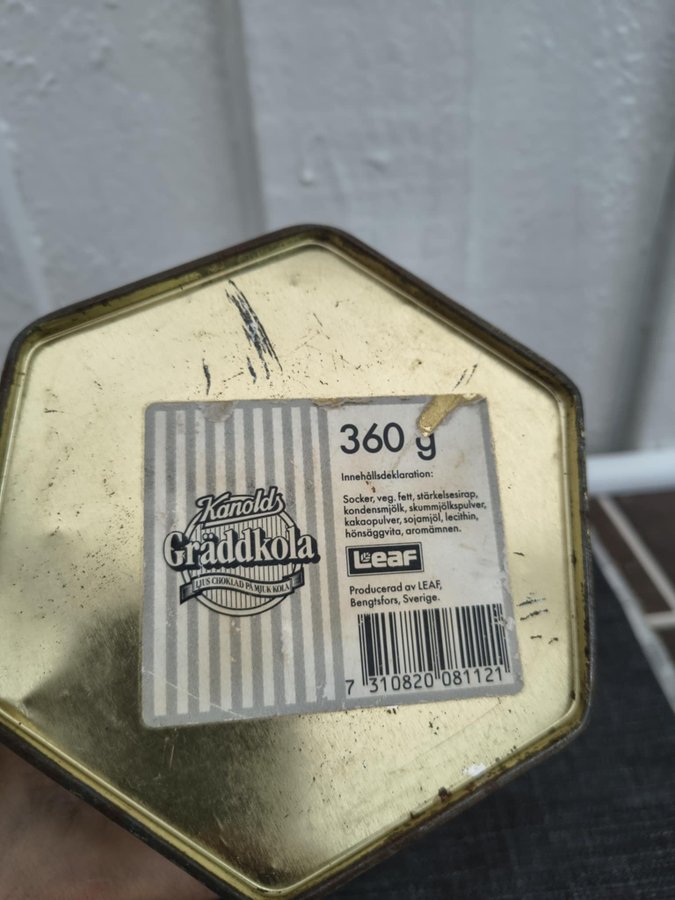 Kanolds
Gräddkola
LJUS CHOKLAD PÅ MJUK KOLA
360 g
Innehållsdeklaration:
Socker, veg. fett, stärkelsesirap,
kondensmjölk, skummjölkspulver,
kakaopulver, sojamjöl, lecithin,
hönsäggvita, aromämnen.
Leaf
Producerad av LEAF,
Bengtsfors, Sverige.
7 310820 081121